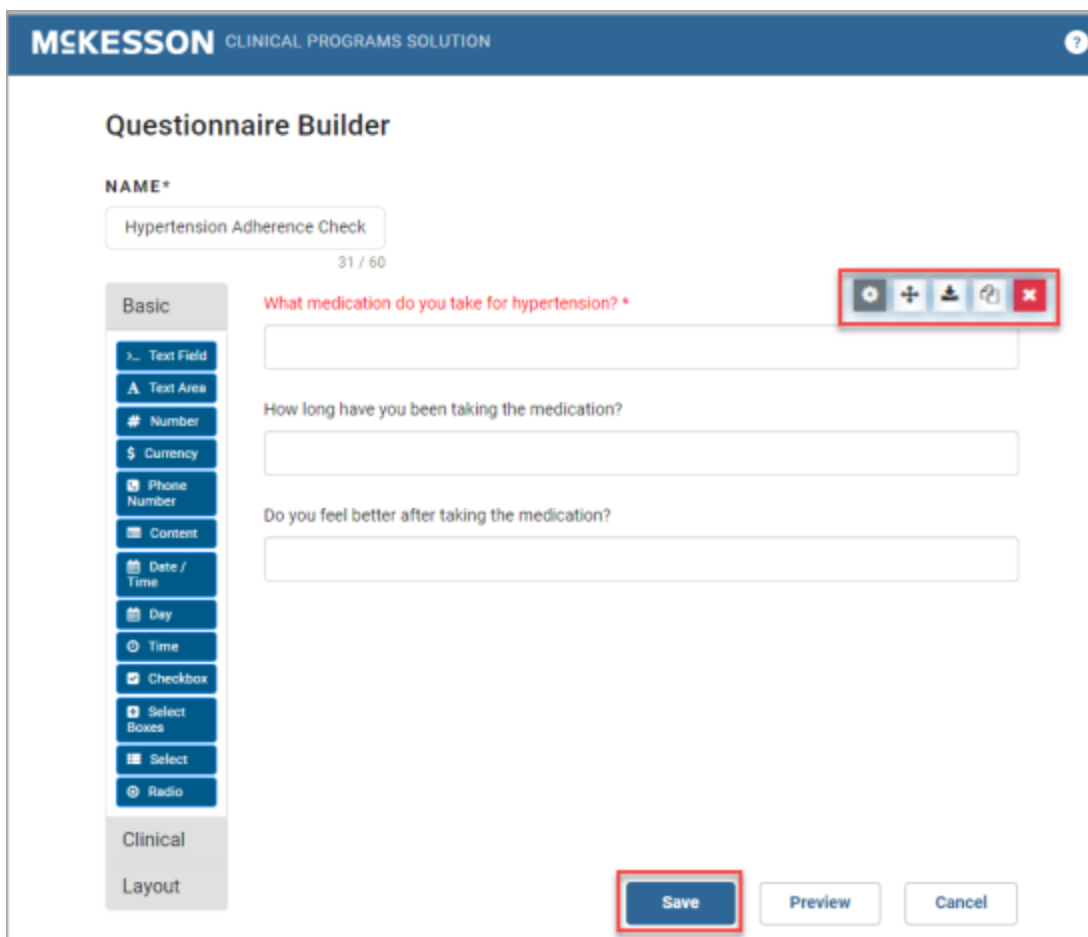 MCKESSON CLINICAL PROGRAMS SOLUTION
?
Questionnaire Builder
NAME*
Hypertension Adherence Check
31 / 60
Basic
What medication do you take for hypertension? *
>_ Text Field
A Text Area
# Number
$ Currency
Phone
Number
Content
Date /
Time
Day
Time
Checkbox
Select
Boxes
Select
Radio
How long have you been taking the medication?
Do you feel better after taking the medication?
Clinical
Layout
Save
Preview
Cancel